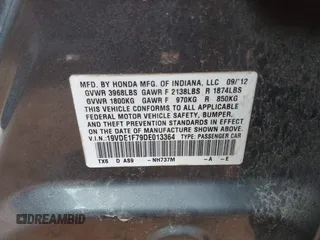 MFD. BY HONDA MFG. OF INDIANA, LLC 09/'12
GVWR 3968LBS GAWR F 2138LBS R 1874LBS
GVWR 1800KG GAWR F 970KG R 850KG
THIS VEHICLE CONFORMS TO ALL APPLICABLE
FEDERAL MOTOR VEHICLE SAFETY, BUMPER,
AND THEFT PREVENTION STANDARDS IN EFFECT
ON THE DATE OF MANUFACTURE SHOWN ABOVE.
V.I.N. 19VDE1F79DE013364 TYPE: PASSENGER CAR
TX6 D AS9 -NH737M -A -E
DREAMBID